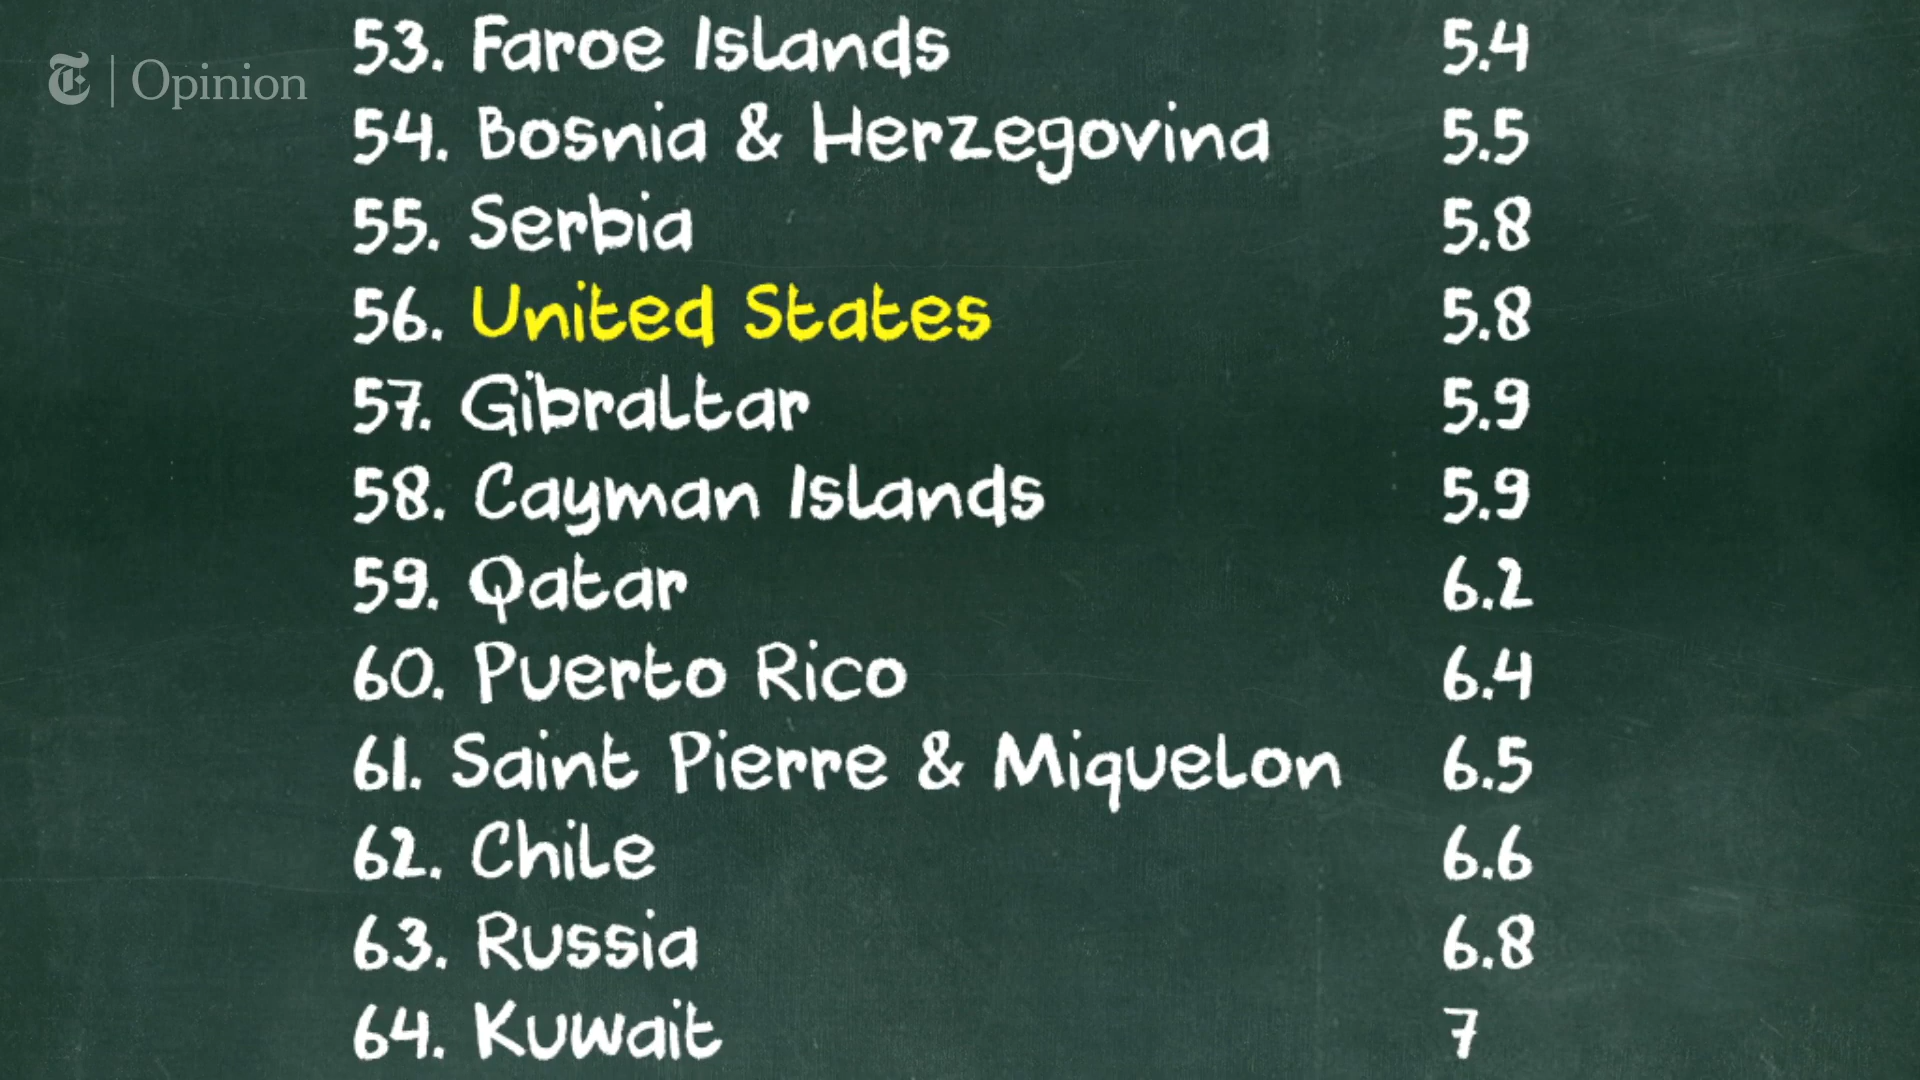 53. Faroe Islands 5.4
T | Opinion
54. Bosnia & Herzegovina 5.5
55. Serbia 5.8
56. United States 5.8
57. Gibraltar 5.9
58. Cayman Islands 5.9
59. Qatar 6.2
60. Puerto Rico 6.4
61. Saint Pierre & Miquelon 6.5
62. Chile 6.6
63. Russia 6.8
64. Kuwait 7